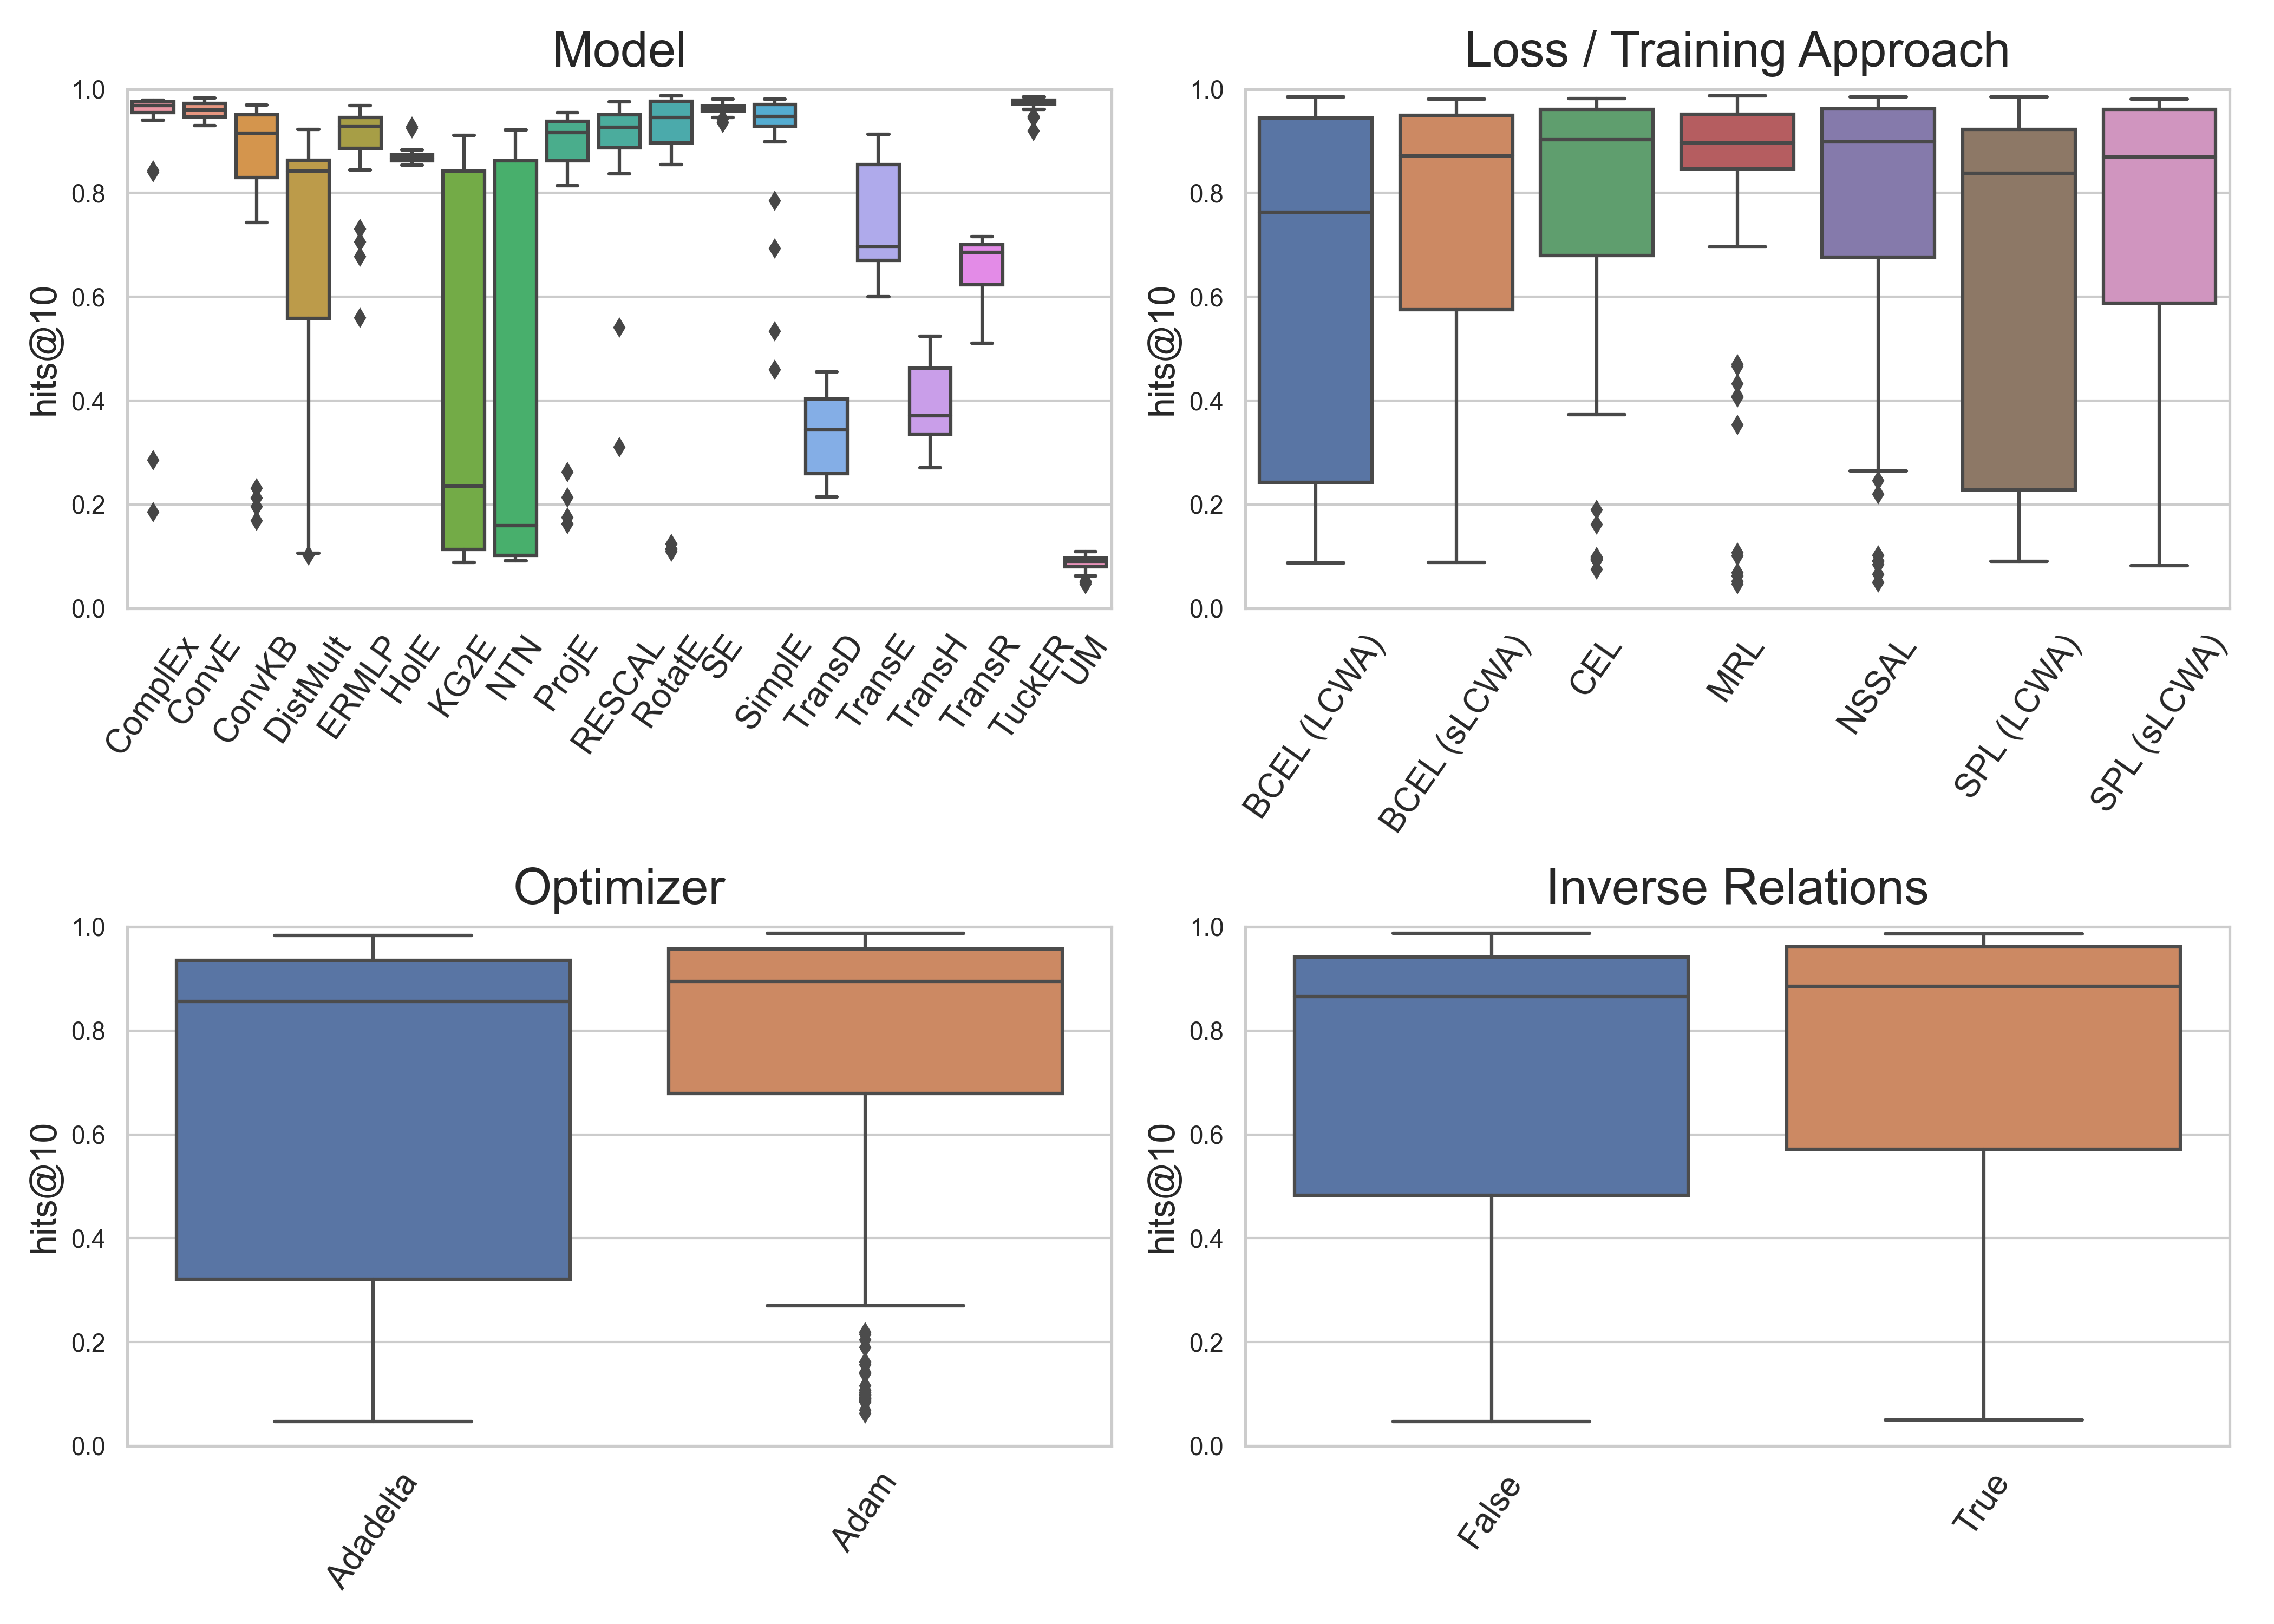 Model
hits@10
1.0
0.8
0.6
0.4
0.2
0.0
ComplEx
ConvE
ConvKB
DistMult
ERMLP
HolE
KG2E
NTN
ProjE
RESCAL
RotatE
SE
SimplE
TransD
TransE
TransH
TransR
TuckER
UM
Loss / Training Approach
hits@10
1.0
0.8
0.6
0.4
0.2
0.0
BCEL (LCWA)
BCEL (sLCWA)
CEL
MRL
NSSAL
SPL (LCWA)
SPL (sLCWA)
Optimizer
hits@10
1.0
0.8
0.6
0.4
0.2
0.0
Adadelta
Adam
Inverse Relations
hits@10
1.0
0.8
0.6
0.4
0.2
0.0
False
True